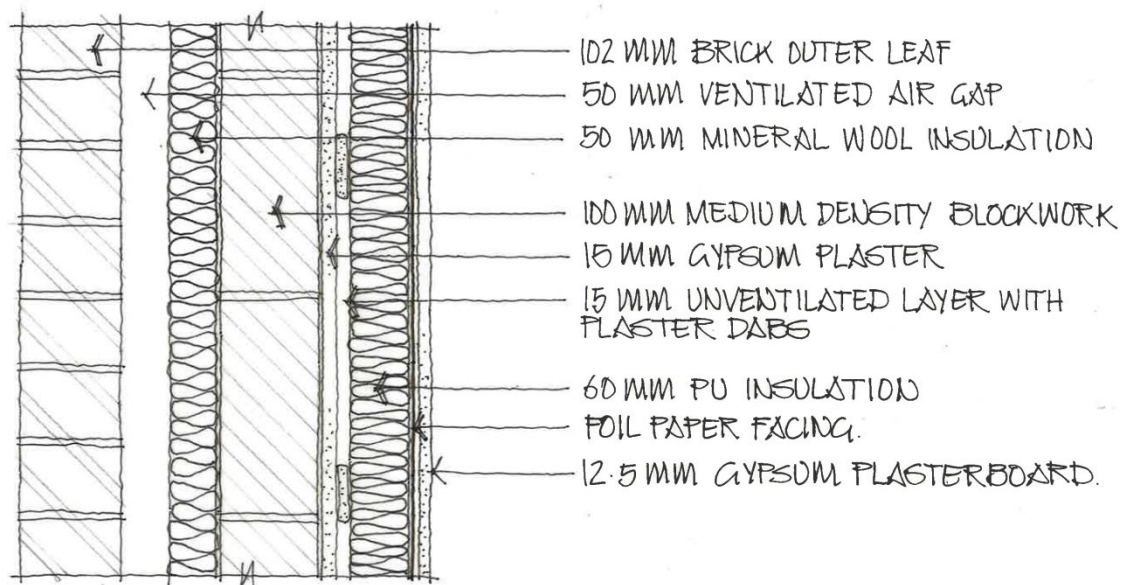 102 MM BRICK OUTER LEAF
50 MM VENTILATED AIR GAP
50 MM MINERAL WOOL INSULATION
100 MM MEDIUM DENSITY BLOCKWORK
15 MM GYPSUM PLASTER
15 MM UNVENTILATED LAYER WITH
PLASTER DABS
60 MM PU INSULATION
FOIL PAPER FACING.
12.5 MM GYPSUM PLASTERBOARD.